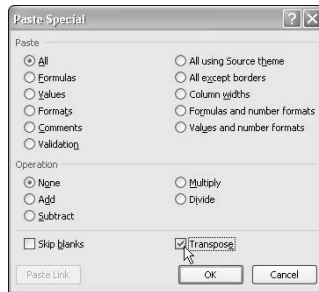 Paste Special
Paste
All
All using Source theme
Formulas
All except borders
Values
Column widths
Formats
Formulas and number formats
Comments
Values and number formats
Validation
Operation
None
Multiply
Add
Divide
Subtract
Skip blanks
Transpose
Paste Link
OK
Cancel